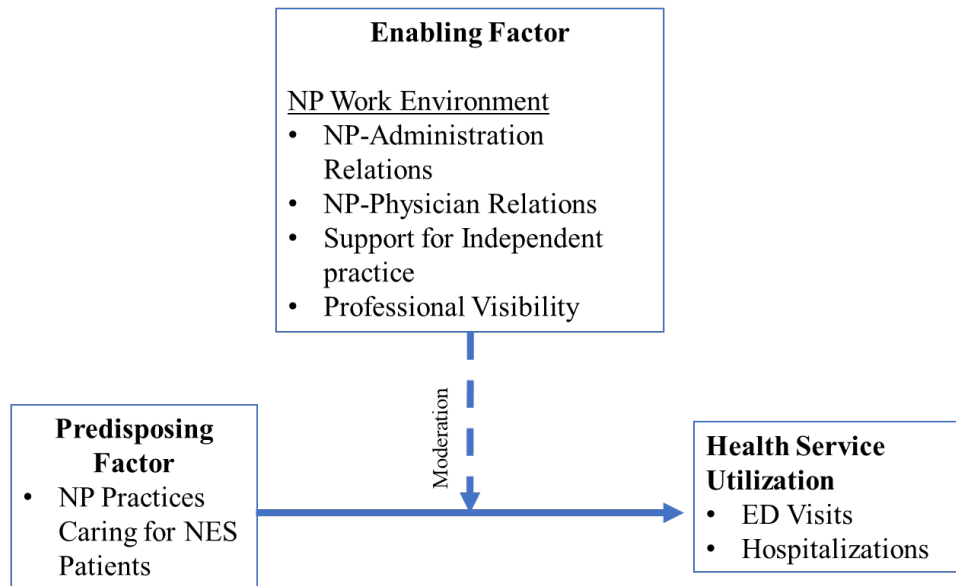 Enabling Factor
NP Work Environment
• NP-Administration
Relations
• NP-Physician Relations
• Support for Independent
practice
• Professional Visibility
Moderation
Predisposing
Factor
• NP Practices
Caring for NES
Patients
Health Service
Utilization
• ED Visits
• Hospitalizations